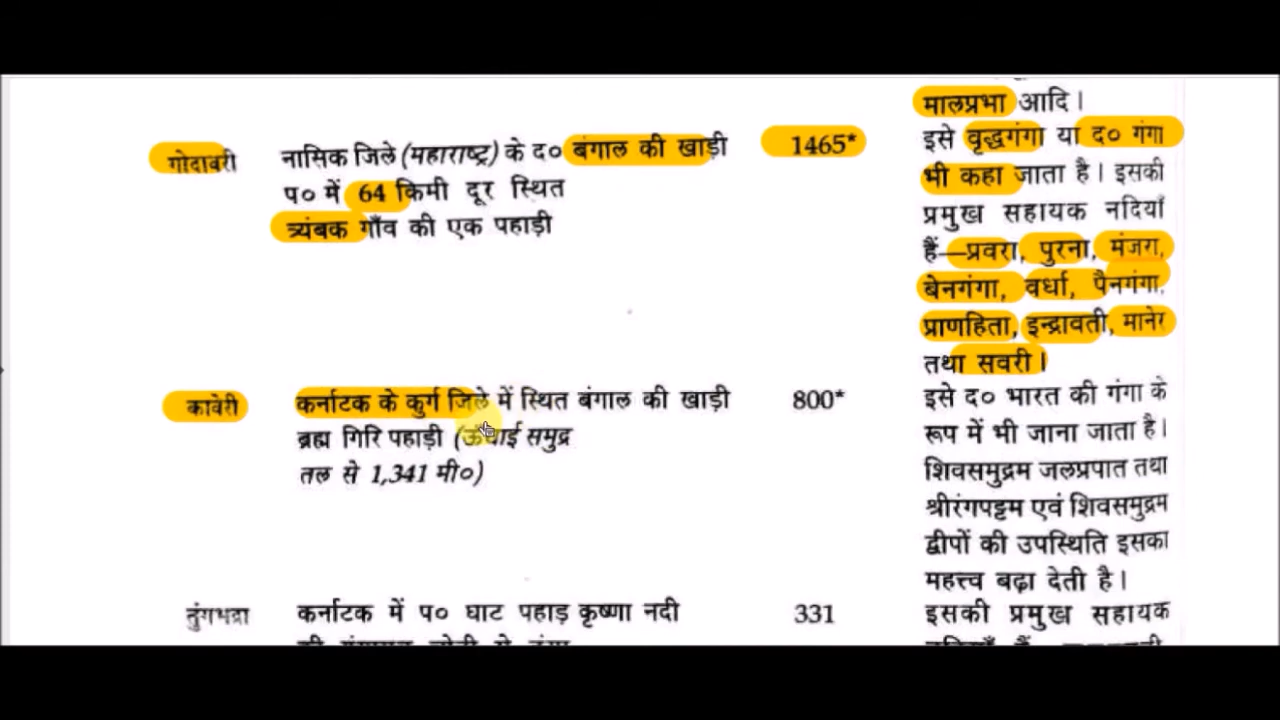 मालप्रभा आदि।
गोदावरी नासिक जिले (महाराष्ट्र) के द० बंगाल की खाड़ी 1465* इसे वृद्धगंगा या द० गंगा
प० में 64 किमी दूर स्थित भी कहा जाता है। इसकी
त्र्यंबक गाँव की एक पहाड़ी प्रमुख सहायक नदियाँ
हैं—प्रवरा, पुरना, मंजरा,
बेनगंगा, वर्धा, पैनगंगा,
प्राणहिता, इन्द्रावती, मानेर
तथा सवरी।
कावेरी कर्नाटक के कुर्ग जिले में स्थित बंगाल की खाड़ी 800* इसे द० भारत की गंगा के
ब्रह्म गिरि पहाड़ी (ऊंचाई समुद्र रूप में भी जाना जाता है।
तल से 1,341 मी०) शिवसमुद्रम जलप्रपात तथा
श्रीरंगपट्टम एवं शिवसमुद्रम
द्वीपों की उपस्थिति इसका
महत्त्व बढ़ा देती है।
तुंगभद्रा कर्नाटक में प० घाट पहाड़ कृष्णा नदी 331 इसकी प्रमुख सहायक